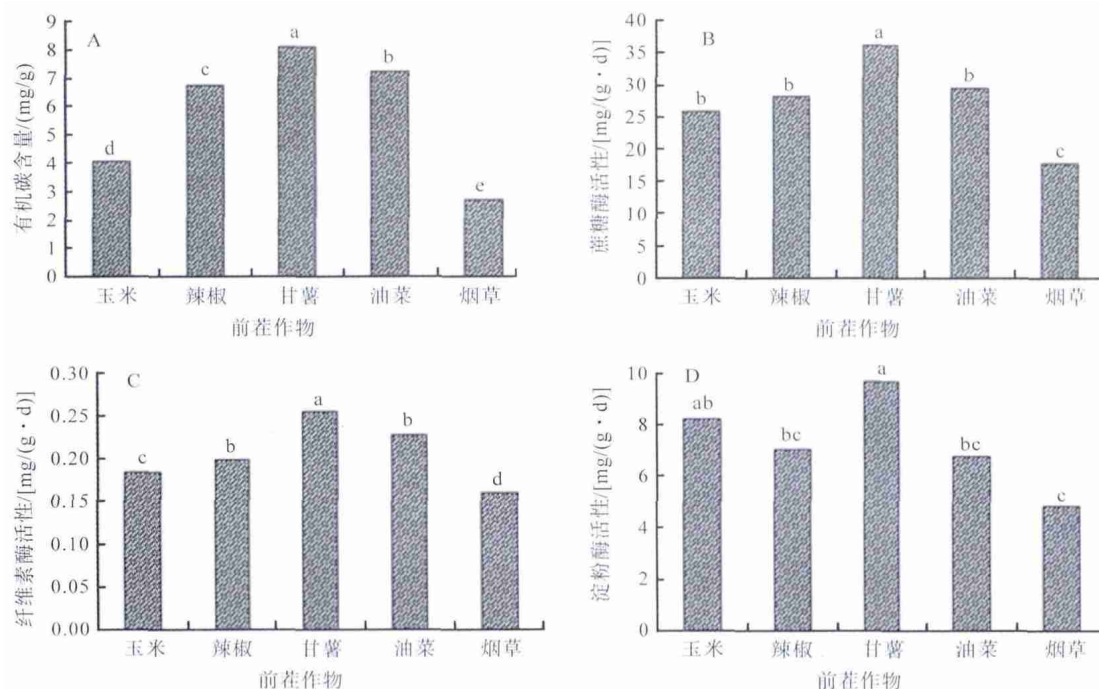 A
有机碳含量/(mg/g)
9
8
7
6
5
4
3
2
1
0
d
c
a
b
e
玉米 辣椒 甘薯 油菜 烟草
前茬作物
B
蔗糖酶活性/[mg/(g·d)]
40
35
30
25
20
15
10
5
0
b
b
a
b
c
玉米 辣椒 甘薯 油菜 烟草
前茬作物
C
纤维素酶活性/[mg/(g·d)]
0.30
0.25
0.20
0.15
0.10
0.05
0.00
c
b
a
b
d
玉米 辣椒 甘薯 油菜 烟草
前茬作物
D
淀粉酶活性/[mg/(g·d)]
10
8
6
4
2
0
ab
bc
a
bc
c
玉米 辣椒 甘薯 油菜 烟草
前茬作物